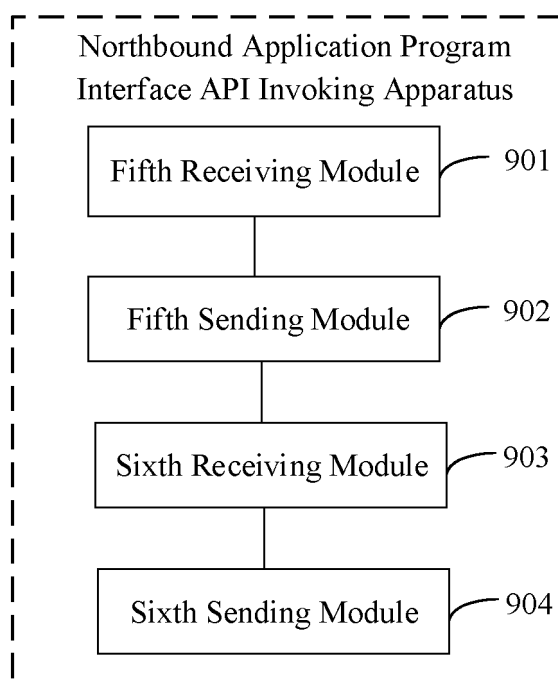 Northbound Application Program
Interface API Invoking Apparatus
Fifth Receiving Module
901
Fifth Sending Module
902
Sixth Receiving Module
903
Sixth Sending Module
904